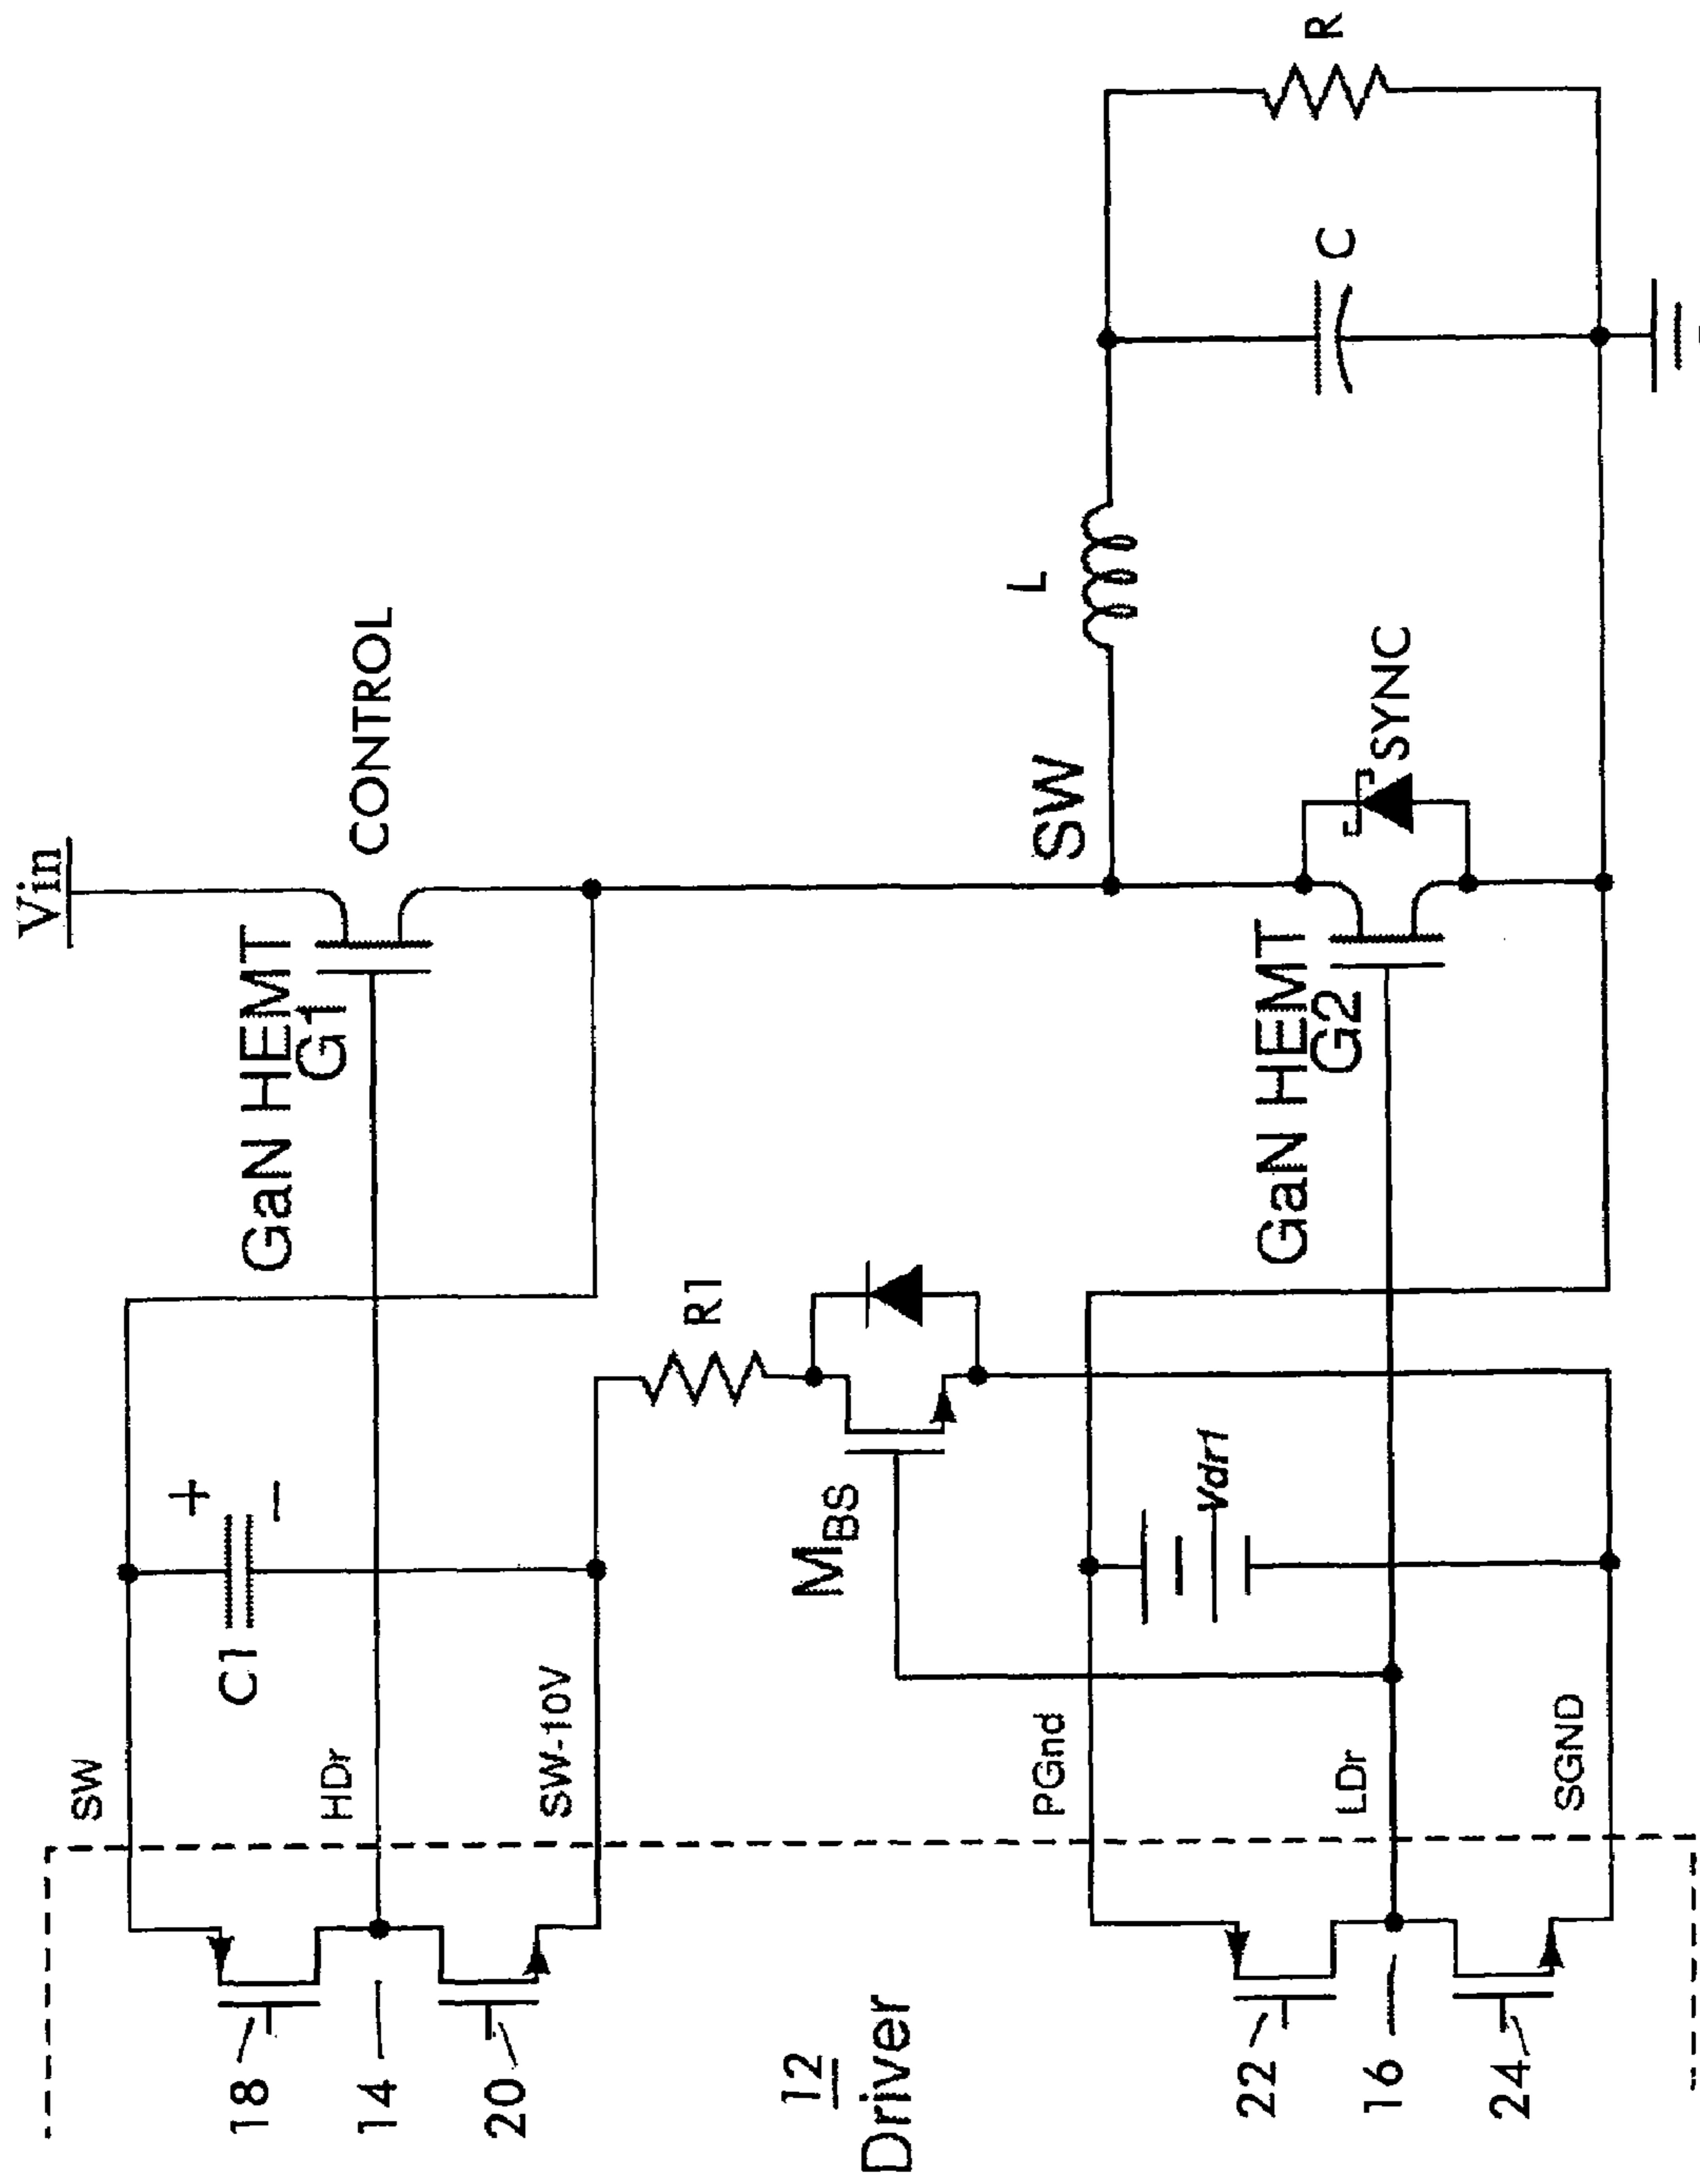 Vin
CONTROL
GaN HEMT
G1
SW
C1
+
−
18
HDr
14
SW-10V
20
R1
MBS
12
Driver
SW
L
C
R
PGnd
Vdr1
GaN HEMT
G2
SYNC
22
LDr
16
SGND
24